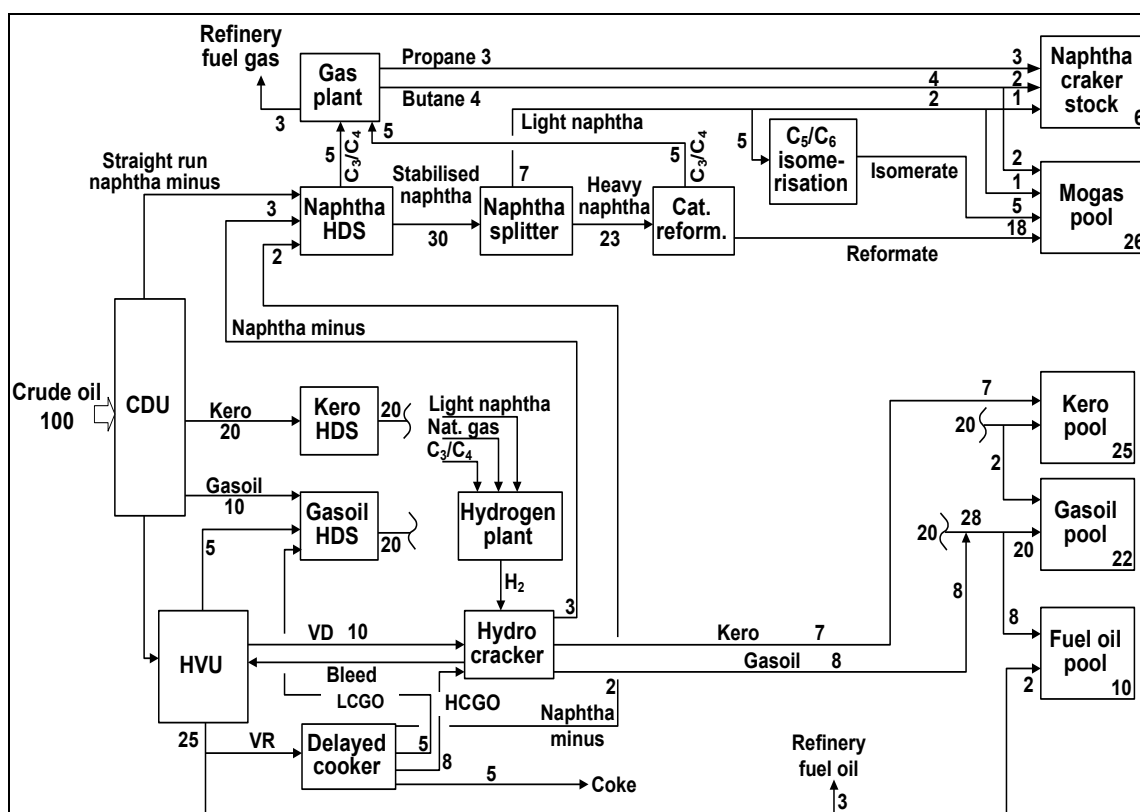 Refinery
fuel gas
3
Gas
plant
Propane 3
Butane 4
3
4
2
2
1
Naphtha
craker
stock
6
Straight run
naphtha minus
5
C₃/C₄
5
Light naphtha
5
C₃/C₄
5
C₅/C₆
isome-
risation
Isomerate
2
1
5
18
Mogas
pool
26
3
2
Naphtha
HDS
Stabilised
naphtha
30
7
Naphtha
splitter
Heavy
naphtha
23
Cat.
reform.
Reformate
Naphtha minus
Crude oil
100
CDU
Kero
20
Kero
HDS
20
Light naphtha
Nat. gas
C₃/C₄
7
20
2
Kero
pool
25
Gasoil
10
Gasoil
HDS
20
5
Hydrogen
plant
H₂
20
28
20
8
Gasoil
pool
22
HVU
VD 10
Bleed
Hydro
cracker
3
Kero 7
Gasoil 8
8
2
Fuel oil
pool
10
LCGO
HCGO
2
Naphtha
minus
25
VR
Delayed
cooker
5
8
5
Coke
Refinery
fuel oil
3